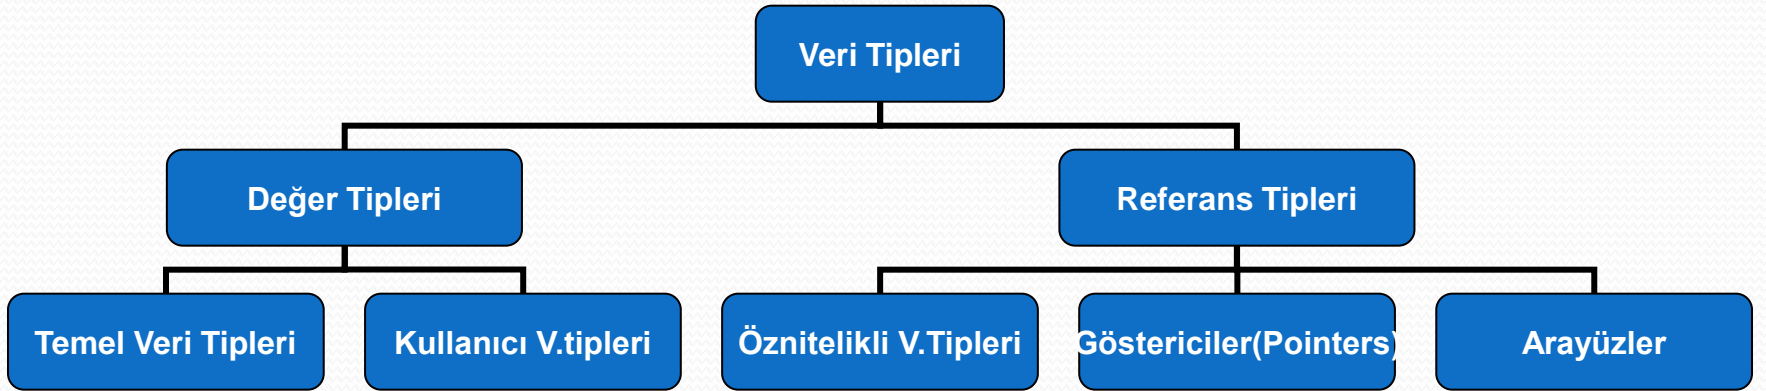 Veri Tipleri
Değer Tipleri
Referans Tipleri
Temel Veri Tipleri
Kullanıcı V.tipleri
Öznitelikli V.Tipleri
Göstericiler(Pointers)
Arayüzler